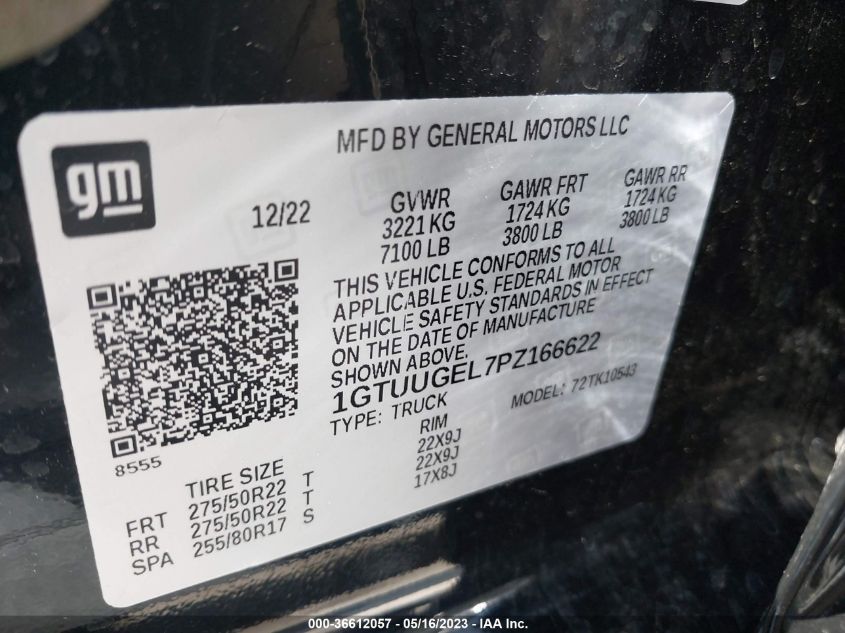 gm
MFD BY GENERAL MOTORS LLC
12/22
GVWR
3221 KG
7100 LB
GAWR FRT
1724 KG
3800 LB
GAWR RR
1724 KG
3800 LB
THIS VEHICLE CONFORMS TO ALL
APPLICABLE U.S. FEDERAL MOTOR
VEHICLE SAFETY STANDARDS IN EFFECT
ON THE DATE OF MANUFACTURE
SHOWN ABOVE.
1GTUUGEL7PZ166622
TYPE: TRUCK
MODEL: 72TK10543
8555
TIRE SIZE
RIM
FRT 275/50R22 T 22X9J
RR 275/50R22 T 22X9J
SPA 255/80R17 S 17X8J
000-36612057 - 05/16/2023 - IAA Inc.